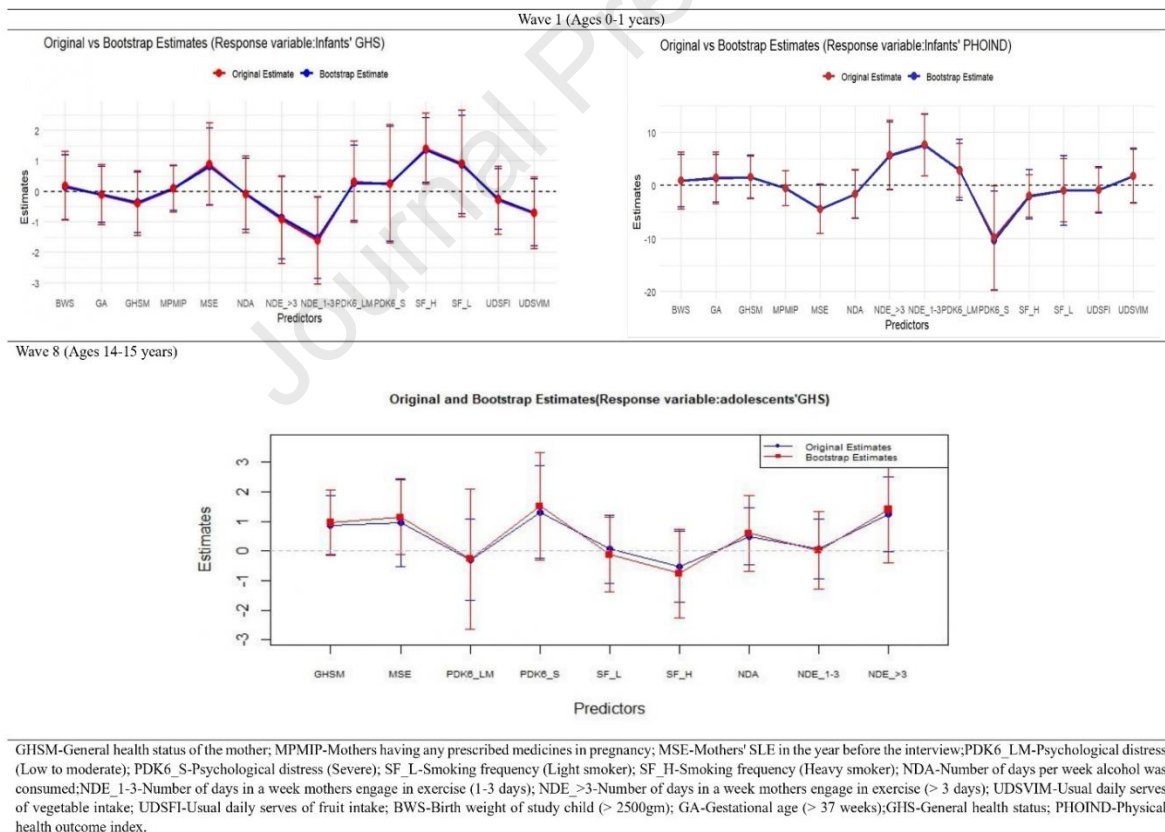 Journal Pre
Wave 1 (Ages 0-1 years)
Original vs Bootstrap Estimates (Response variable:Infants' GHS)
Original Estimate Bootstrap Estimate
2
1
0
-1
-2
-3
Estimates
BWS GA GHSM MPMIP MSE NDA NDE_>3 NDE_1-3 PDK6_LM PDK6_S SF_H SF_L UDSFI UDSVIM
Predictors
Original vs Bootstrap Estimates (Response variable:Infants' PHOIND)
Original Estimate Bootstrap Estimate
10
0
-10
-20
Estimates
BWS GA GHSM MPMIP MSE NDA NDE_>3 NDE_1-3 PDK6_LM PDK6_S SF_H SF_L UDSFI UDSVIM
Predictors
Wave 8 (Ages 14-15 years)
Original and Bootstrap Estimates(Response variable:adolescents'GHS)
Original Estimates
Bootstrap Estimates
3
2
1
0
-1
-2
-3
Estimates
GHSM MSE PDK6_LM PDK6_S SF_L SF_H NDA NDE_1-3 NDE_>3
Predictors
GHSM-General health status of the mother; MPMIP-Mothers having any prescribed medicines in pregnancy; MSE-Mothers' SLE in the year before the interview;PDK6_LM-Psychological distress
(Low to moderate); PDK6_S-Psychological distress (Severe); SF_L-Smoking frequency (Light smoker); SF_H-Smoking frequency (Heavy smoker); NDA-Number of days per week alcohol was
consumed;NDE_1-3-Number of days in a week mothers engage in exercise (1-3 days); NDE_>3-Number of days in a week mothers engage in exercise (> 3 days); UDSVIM-Usual daily serves
of vegetable intake; UDSFI-Usual daily serves of fruit intake; BWS-Birth weight of study child (> 2500gm); GA-Gestational age (> 37 weeks);GHS-General health status; PHOIND-Physical
health outcome index.